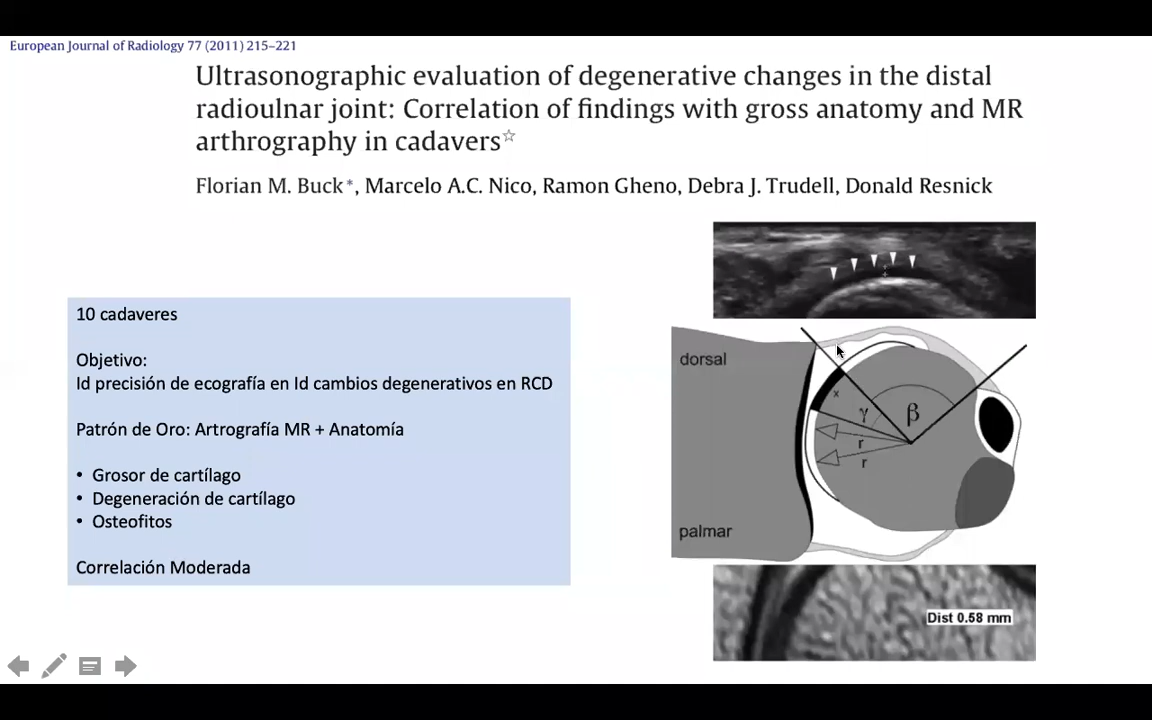 European Journal of Radiology 77 (2011) 215–221
Ultrasonographic evaluation of degenerative changes in the distal
radioulnar joint: Correlation of findings with gross anatomy and MR
arthrography in cadavers☆
Florian M. Buck*, Marcelo A.C. Nico, Ramon Gheno, Debra J. Trudell, Donald Resnick
10 cadaveres
Objetivo:
Id precisión de ecografía en Id cambios degenerativos en RCD
Patrón de Oro: Artrografía MR + Anatomía
• Grosor de cartílago
• Degeneración de cartílago
• Osteofitos
Correlación Moderada
dorsal
x
γ
β
r
r
palmar
Dist 0.58 mm